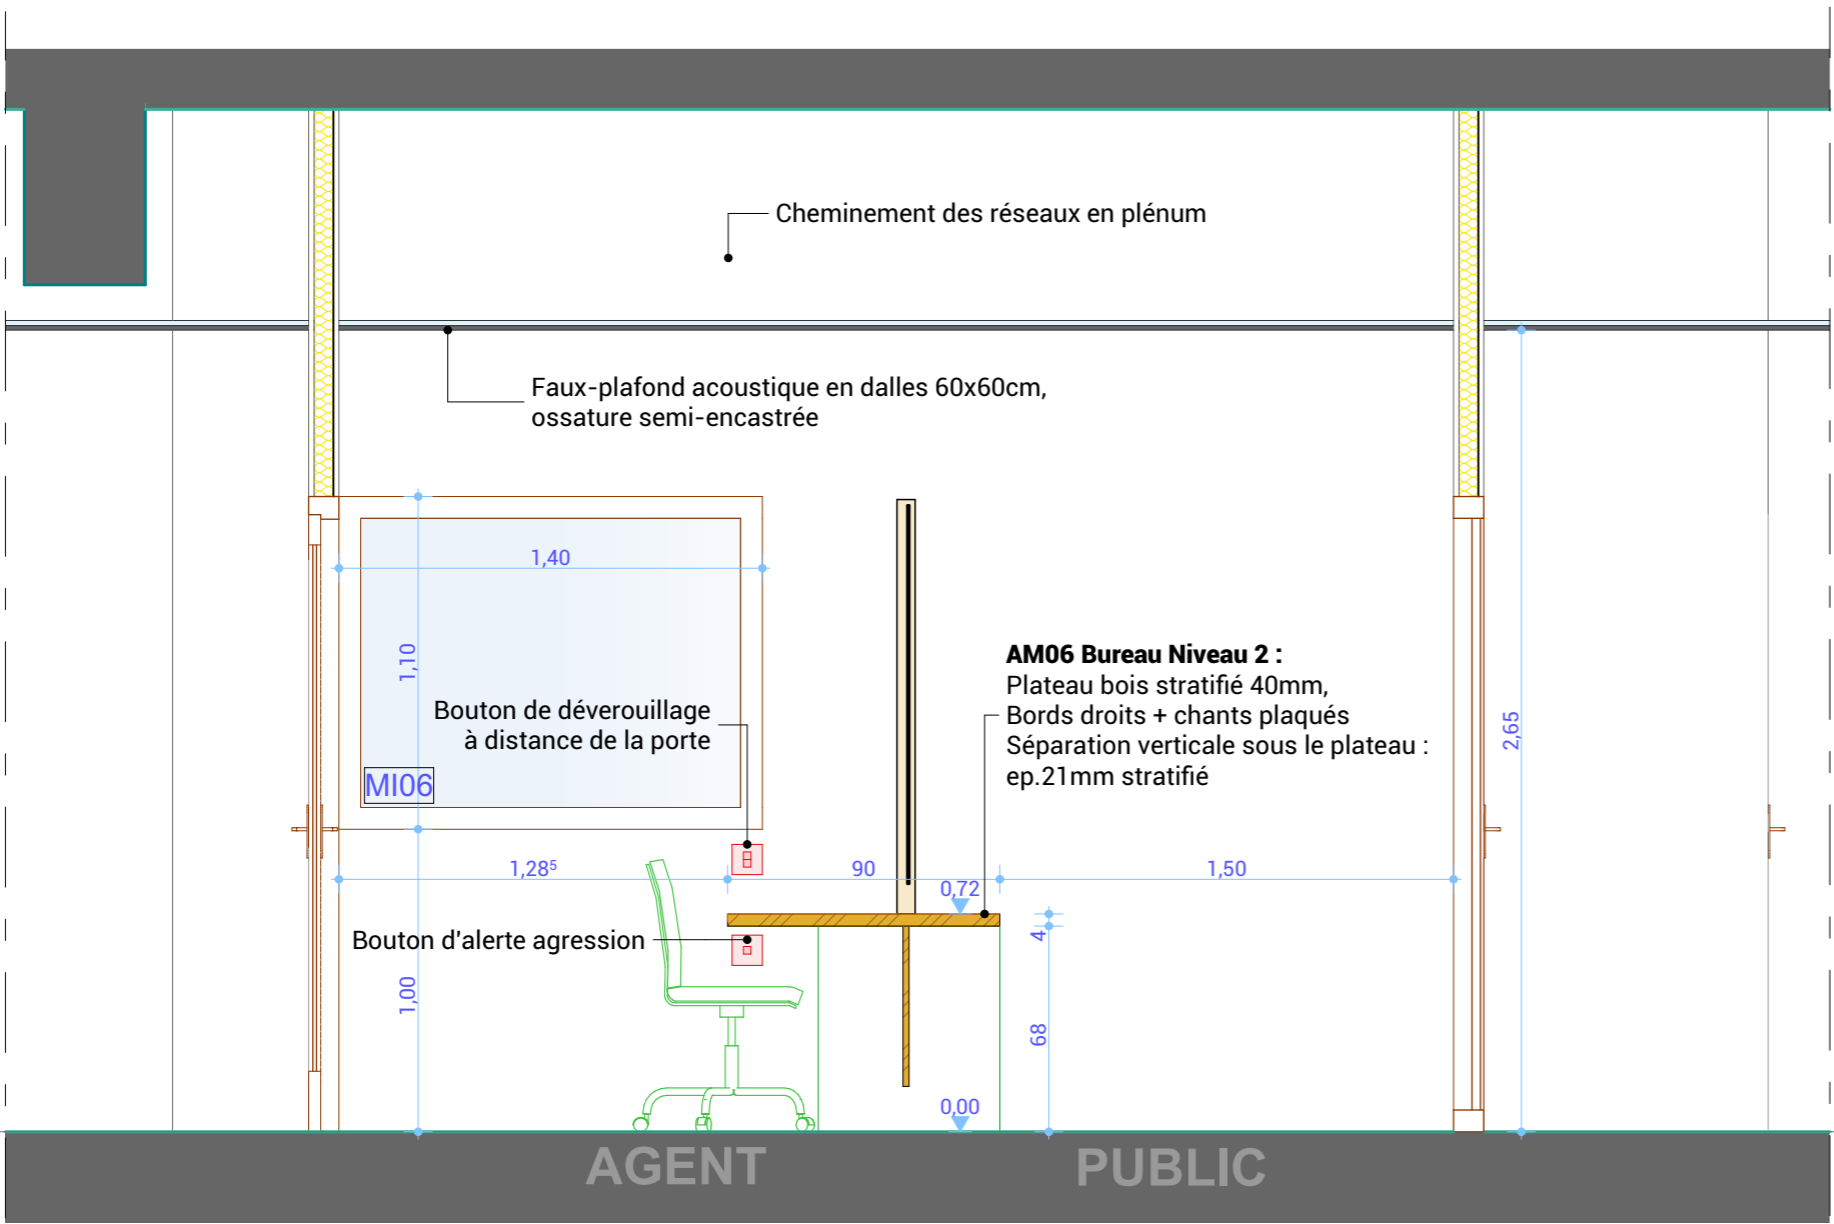 Cheminement des réseaux en plénum
Faux-plafond acoustique en dalles 60x60cm,
ossature semi-encastrée
1,40
1,10
Bouton de déverouillage
à distance de la porte
MI06
AM06 Bureau Niveau 2 :
Plateau bois stratifié 40mm,
Bords droits + chants plaqués
Séparation verticale sous le plateau :
ep.21mm stratifié
2,65
1,28⁵
90
1,50
0,72
4
Bouton d'alerte agression
1,00
68
0,00
AGENT
PUBLIC